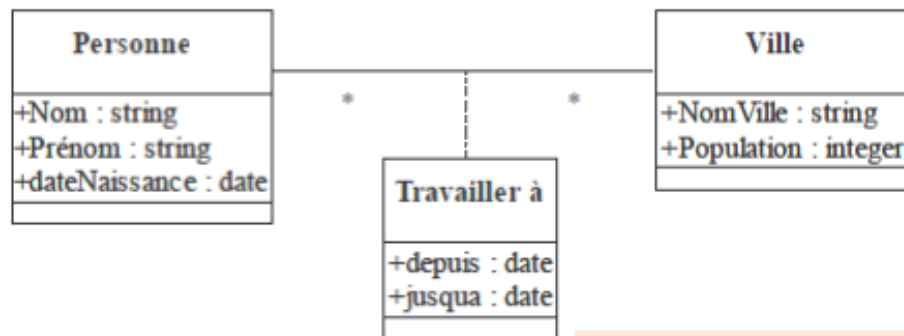 Personne
+Nom : string
+Prénom : string
+dateNaissance : date
*
*
Ville
+NomVille : string
+Population : integer
Travailler à
+depuis : date
+jusqua : date